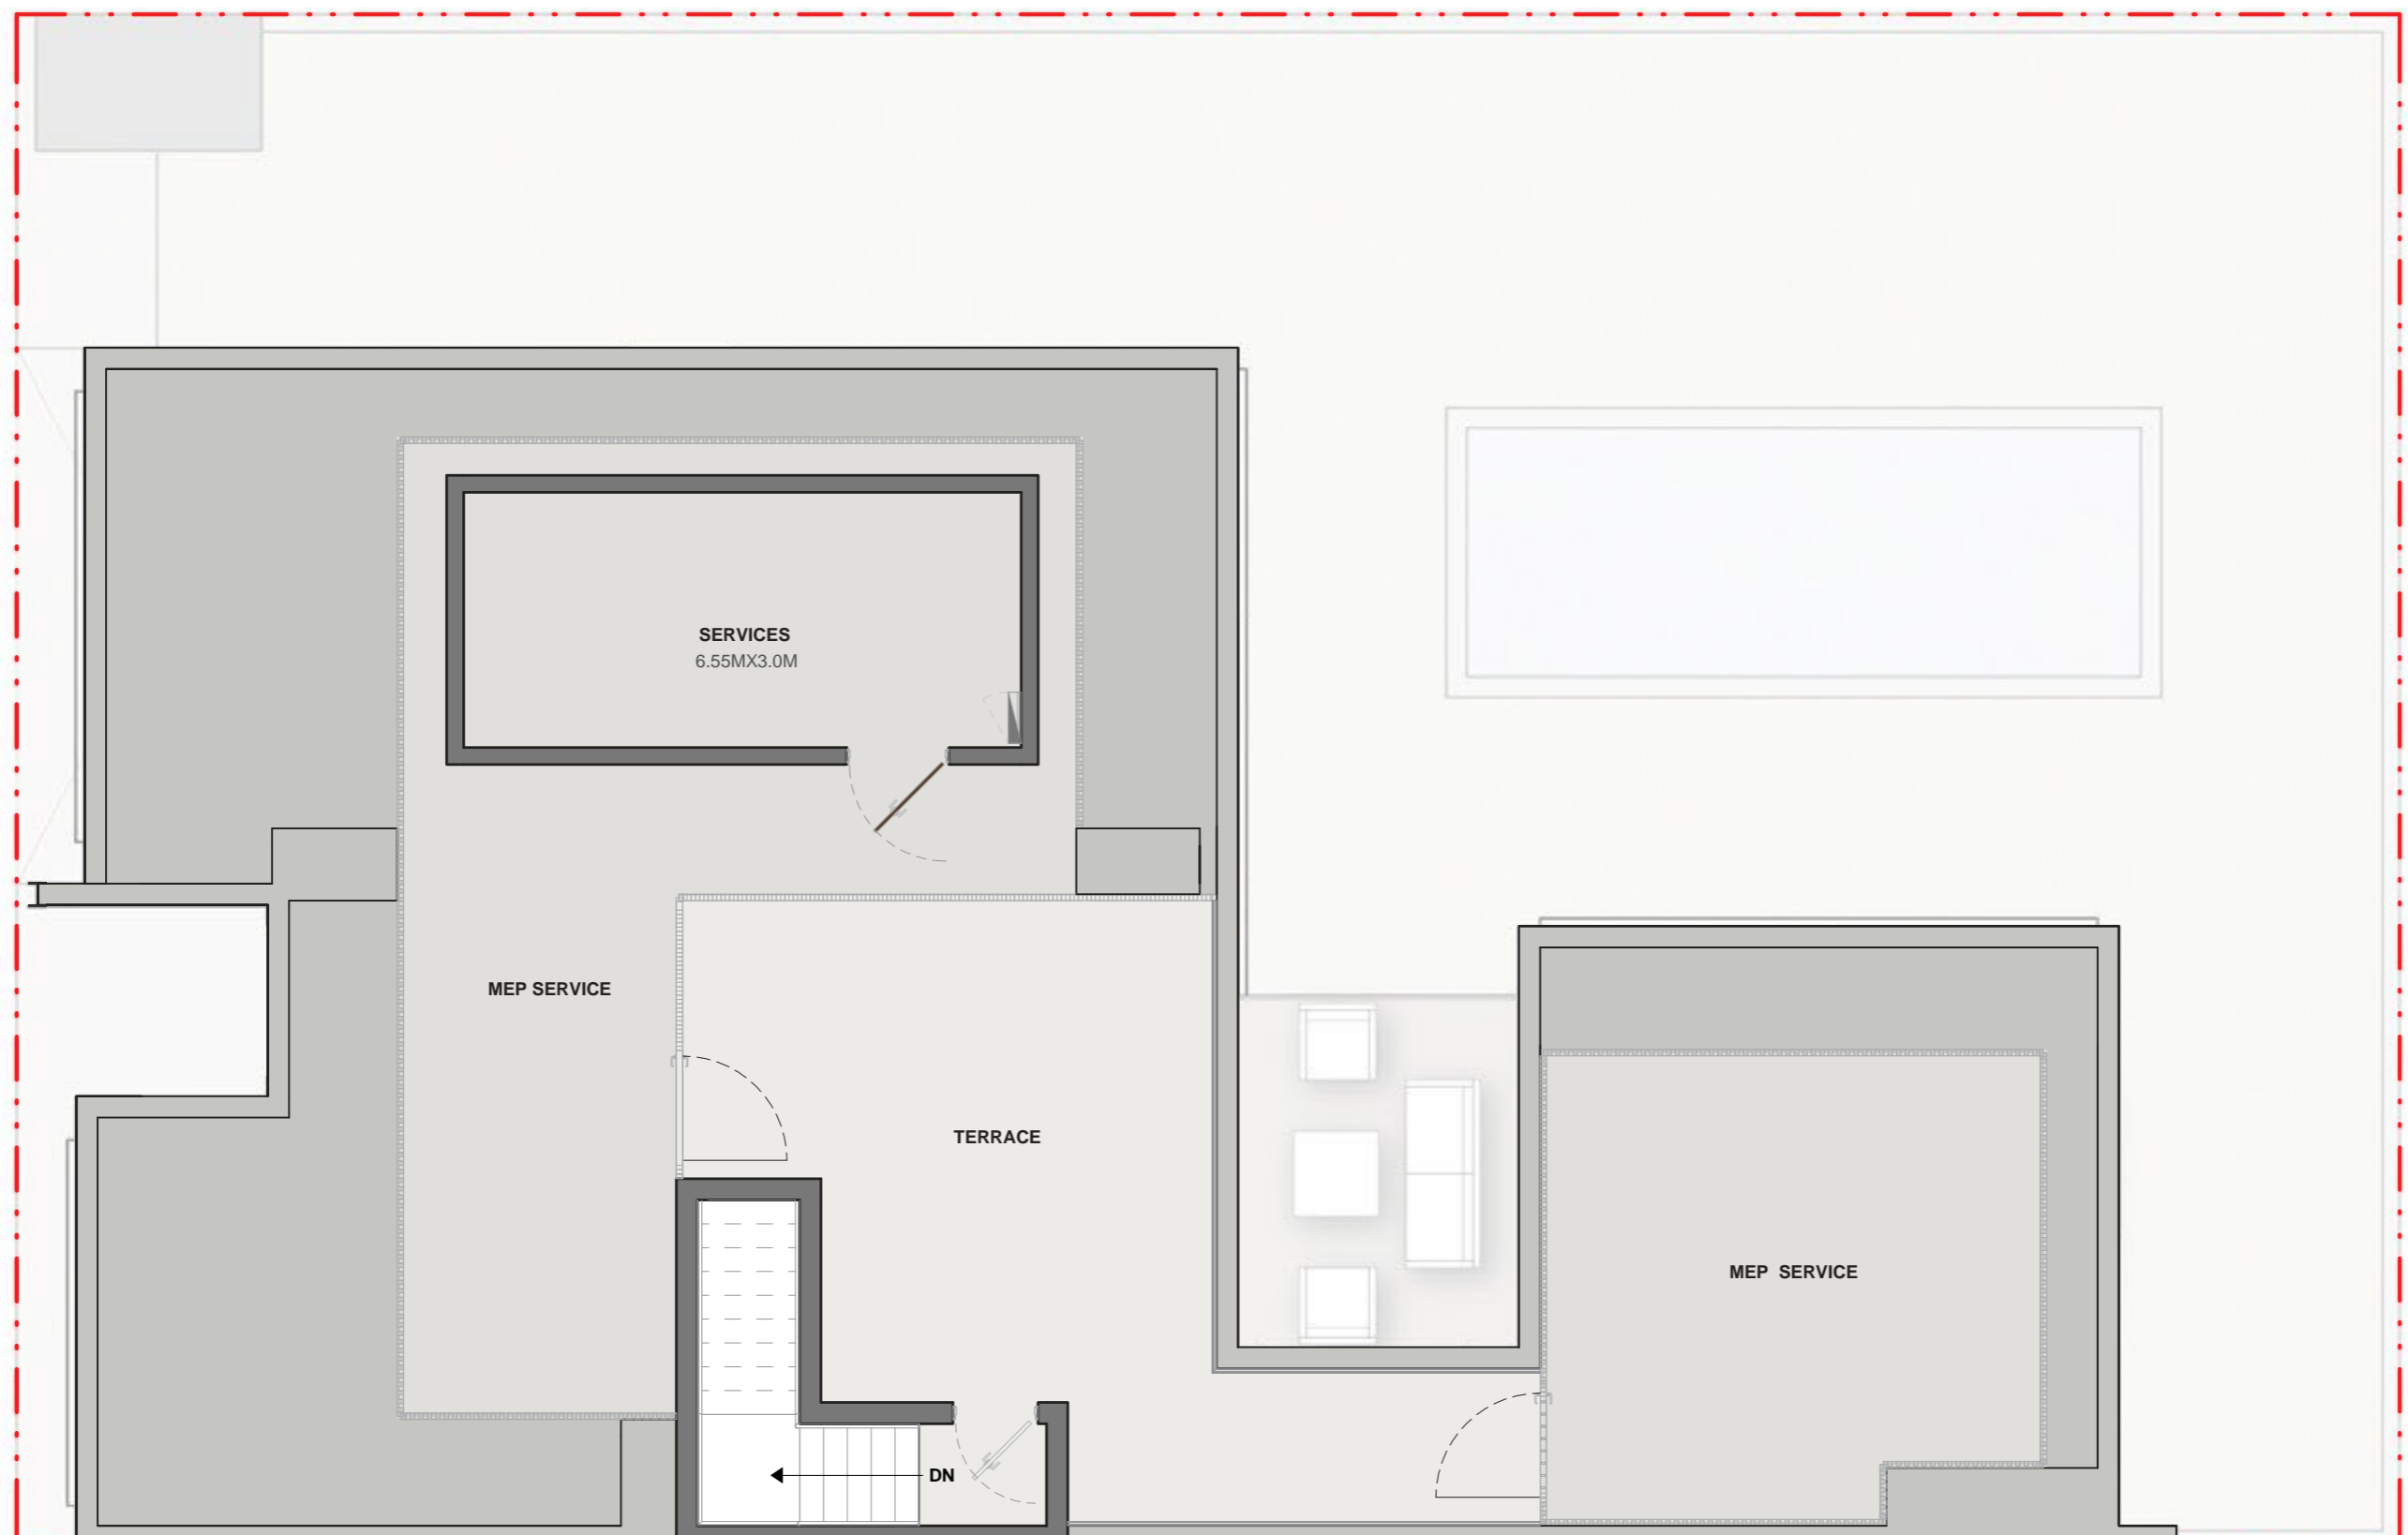 SERVICES
6.55MX3.0M
MEP SERVICE
TERRACE
MEP  SERVICE
DN